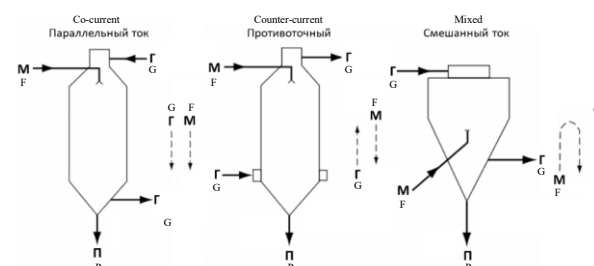 Co-current
Параллельный ток
Г
G
М
F
G
Г
F
М
Г
G
П
Counter-current
Противоточный
М
F
Г
G
F
М
Г
G
Г
G
П
Mixed
Смешанный ток
Г
G
М
F
Г
G
М
F
П